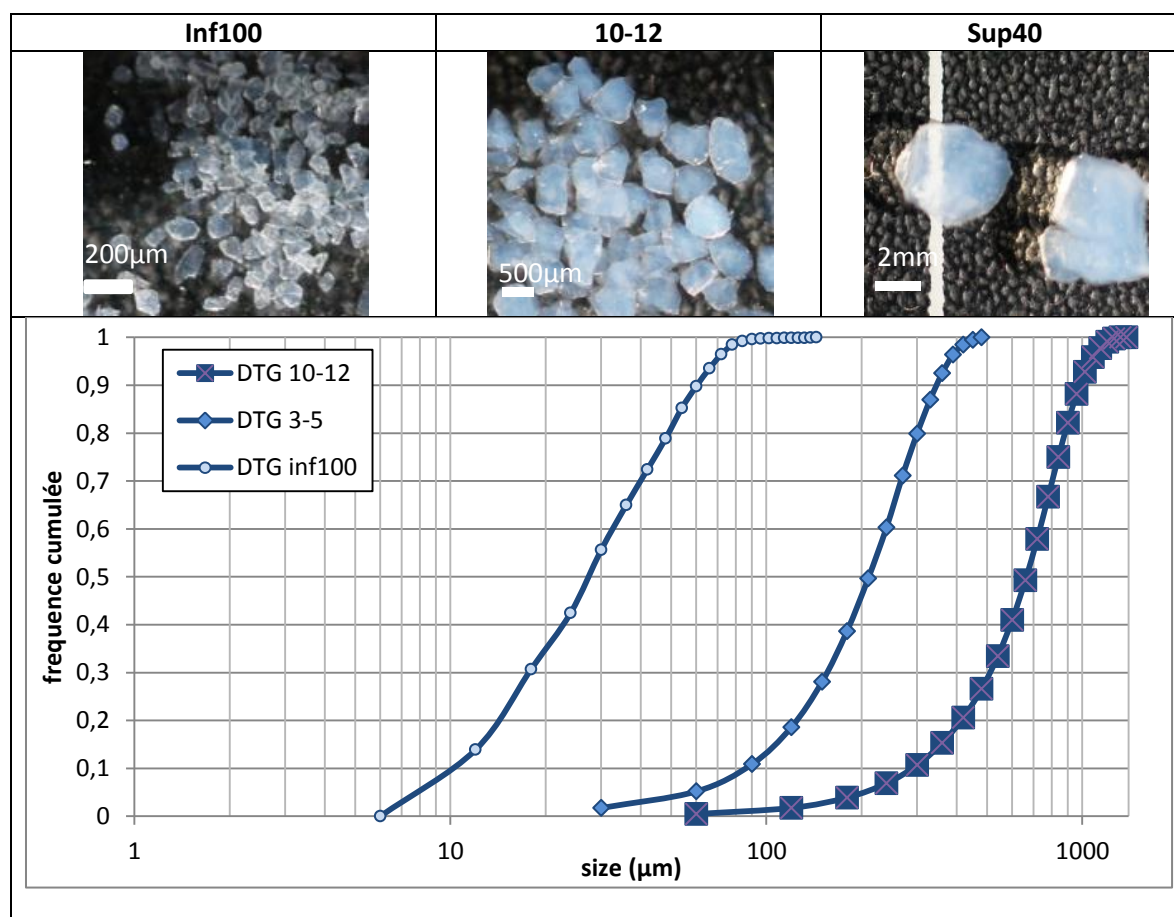 Inf100
10-12
Sup40
200µm
500µm
2mm
1
0,9
0,8
0,7
0,6
0,5
0,4
0,3
0,2
0,1
0
frequence cumulée
DTG 10-12
DTG 3-5
DTG inf100
1
10
100
1000
size (µm)